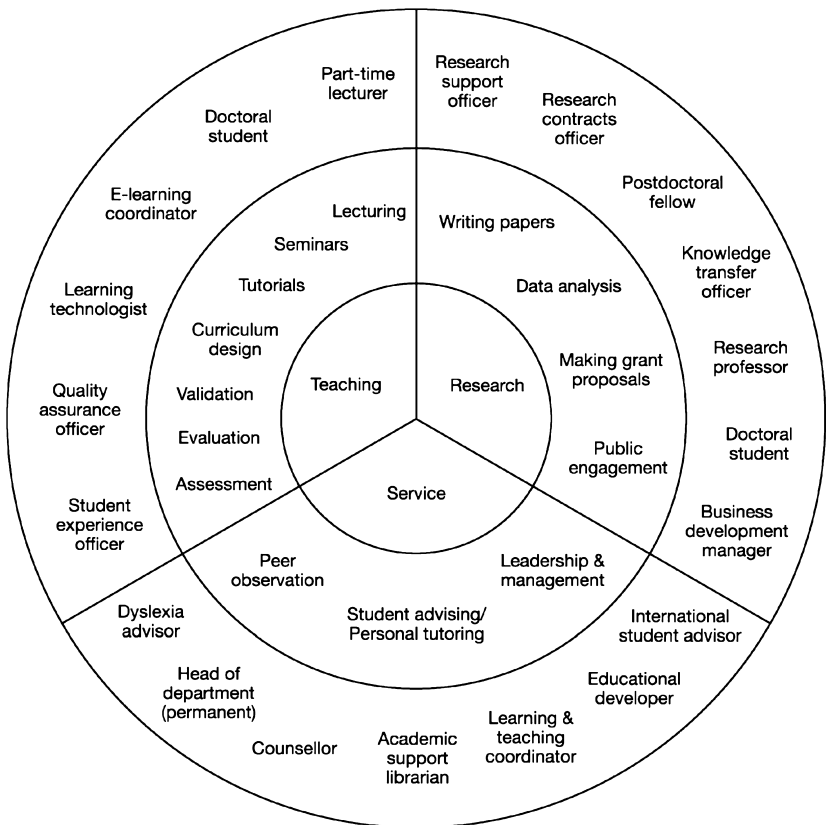 Part-time
lecturer
Doctoral
student
E-learning
coordinator
Learning
technologist
Quality
assurance
officer
Student
experience
officer
Research
support
officer
Research
contracts
officer
Postdoctoral
fellow
Knowledge
transfer
officer
Research
professor
Doctoral
student
Business
development
manager
Lecturing
Seminars
Tutorials
Curriculum
design
Validation
Evaluation
Assessment
Writing papers
Data analysis
Making grant
proposals
Public
engagement
Teaching
Research
Service
Peer
observation
Student advising/
Personal tutoring
Leadership &
management
Dyslexia
advisor
Head of
department
(permanent)
Counsellor
Academic
support
librarian
Learning &
teaching
coordinator
Educational
developer
International
student advisor